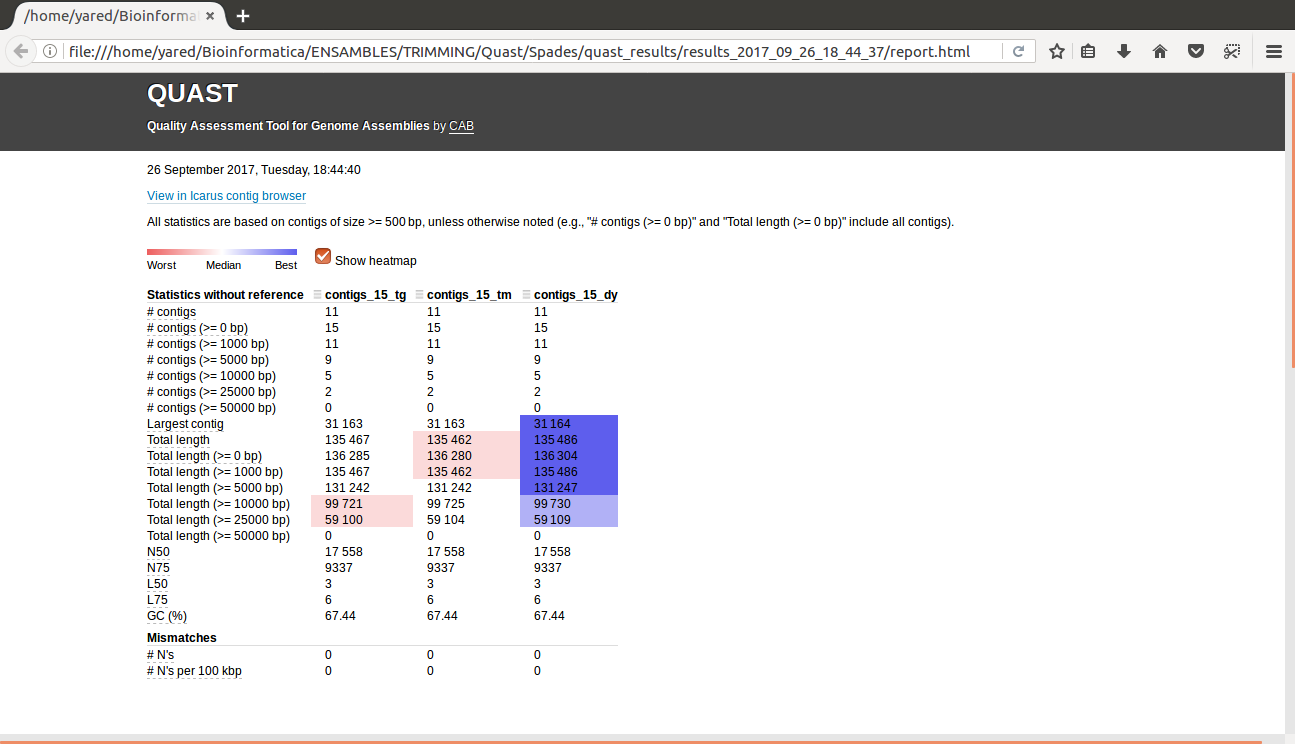 /home/yared/Bioinforma
file:///home/yared/Bioinformatica/ENSAMBLES/TRIMMING/Quast/Spades/quast_results/results_2017_09_26_18_44_37/report.html
QUAST
Quality Assessment Tool for Genome Assemblies by CAB
26 September 2017, Tuesday, 18:44:40
View in Icarus contig browser
All statistics are based on contigs of size >= 500 bp, unless otherwise noted (e.g., "# contigs (>= 0 bp)" and "Total length (>= 0 bp)" include all contigs).
Worst Median Best Show heatmap
Statistics without reference contigs_15_tg contigs_15_tm contigs_15_dy
# contigs 11 11 11
# contigs (>= 0 bp) 15 15 15
# contigs (>= 1000 bp) 11 11 11
# contigs (>= 5000 bp) 9 9 9
# contigs (>= 10000 bp) 5 5 5
# contigs (>= 25000 bp) 2 2 2
# contigs (>= 50000 bp) 0 0 0
Largest contig 31 163 31 163 31 164
Total length 135 467 135 462 135 486
Total length (>= 0 bp) 136 285 136 280 136 304
Total length (>= 1000 bp) 135 467 135 462 135 486
Total length (>= 5000 bp) 131 242 131 242 131 247
Total length (>= 10000 bp) 99 721 99 725 99 730
Total length (>= 25000 bp) 59 100 59 104 59 109
Total length (>= 50000 bp) 0 0 0
N50 17 558 17 558 17 558
N75 9337 9337 9337
L50 3 3 3
L75 6 6 6
GC (%) 67.44 67.44 67.44
Mismatches
# N's 0 0 0
# N's per 100 kbp 0 0 0